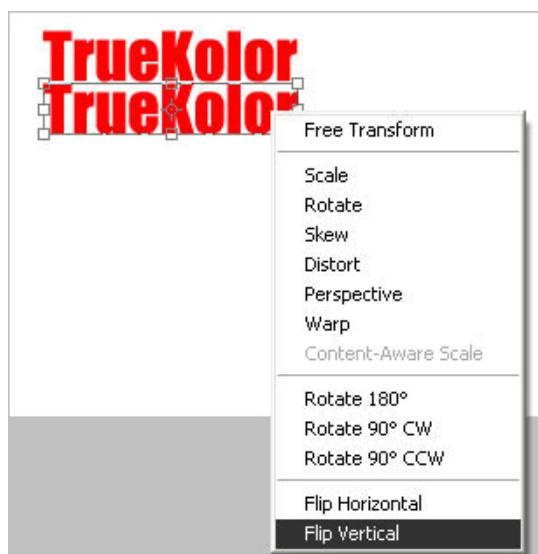 TrueKolor
TrueKolor
Free Transform
Scale
Rotate
Skew
Distort
Perspective
Warp
Content-Aware Scale
Rotate 180°
Rotate 90° CW
Rotate 90° CCW
Flip Horizontal
Flip Vertical